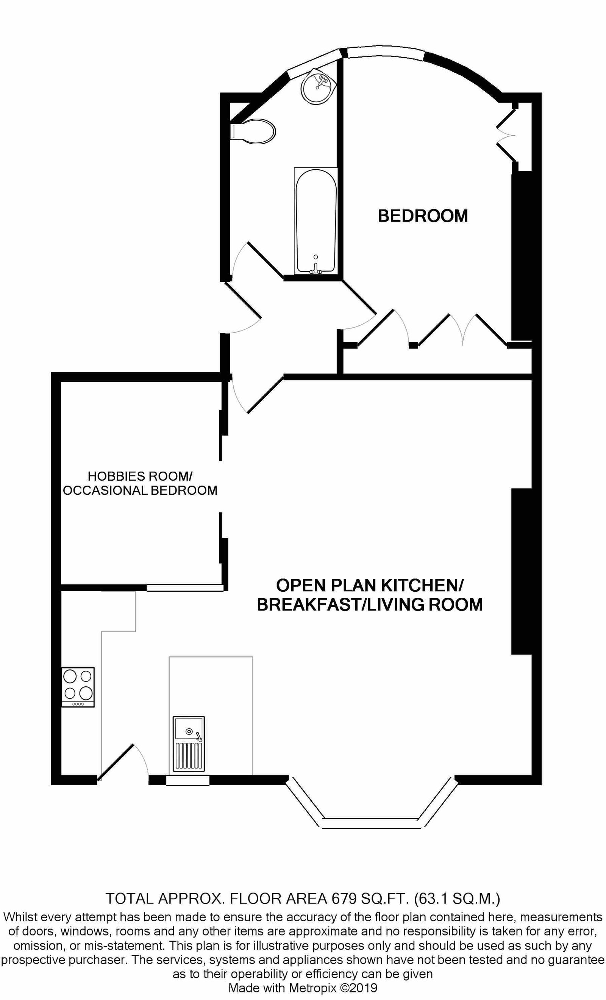 BEDROOM
HOBBIES ROOM/
OCCASIONAL BEDROOM
OPEN PLAN KITCHEN/
BREAKFAST/LIVING ROOM
TOTAL APPROX. FLOOR AREA 679 SQ.FT. (63.1 SQ.M.)
Whilst every attempt has been made to ensure the accuracy of the floor plan contained here, measurements
of doors, windows, rooms and any other items are approximate and no responsibility is taken for any error,
omission, or mis-statement. This plan is for illustrative purposes only and should be used as such by any
prospective purchaser. The services, systems and appliances shown have not been tested and no guarantee
as to their operability or efficiency can be given
Made with Metropix ©2019